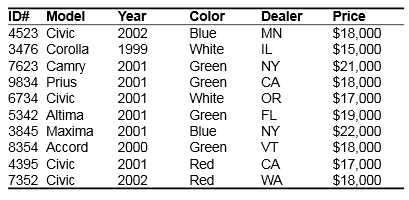 ID# Model Year Color Dealer Price
4523 Civic 2002 Blue MN $18,000
3476 Corolla 1999 White IL $15,000
7623 Camry 2001 Green NY $21,000
9834 Prius 2001 Green CA $18,000
6734 Civic 2001 White OR $17,000
5342 Altima 2001 Green FL $19,000
3845 Maxima 2001 Blue NY $22,000
8354 Accord 2000 Green VT $18,000
4395 Civic 2001 Red CA $17,000
7352 Civic 2002 Red WA $18,000